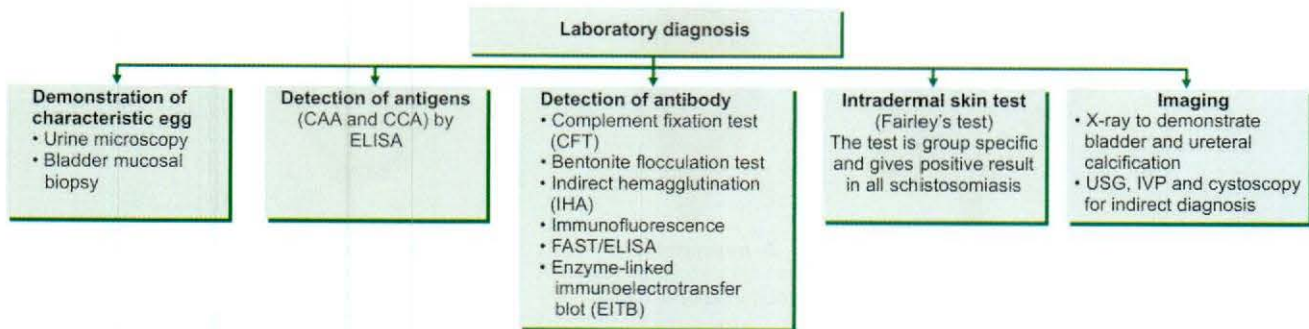 Laboratory diagnosis
Demonstration of
characteristic egg
• Urine microscopy
• Bladder mucosal
biopsy
Detection of antigens
(CAA and CCA) by
ELISA
Detection of antibody
• Complement fixation test
(CFT)
• Bentonite flocculation test
• Indirect hemagglutination
(IHA)
• Immunofluorescence
• FAST/ELISA
• Enzyme-linked
immunoelectrotransfer
blot (EITB)
Intradermal skin test
(Fairley's test)
The test is group specific
and gives positive result
in all schistosomiasis
Imaging
• X-ray to demonstrate
bladder and ureteral
calcification
• USG, IVP and cystoscopy
for indirect diagnosis